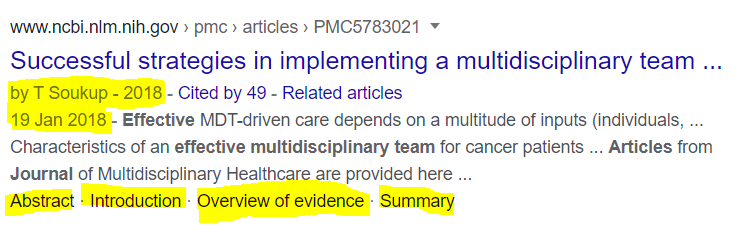 www.ncbi.nlm.nih.gov › pmc › articles › PMC5783021
Successful strategies in implementing a multidisciplinary team ...
by T Soukup - 2018 - Cited by 49 - Related articles
19 Jan 2018 - Effective MDT-driven care depends on a multitude of inputs (individuals, ...
Characteristics of an effective multidisciplinary team for cancer patients ... Articles from
Journal of Multidisciplinary Healthcare are provided here ...
Abstract · Introduction · Overview of evidence · Summary